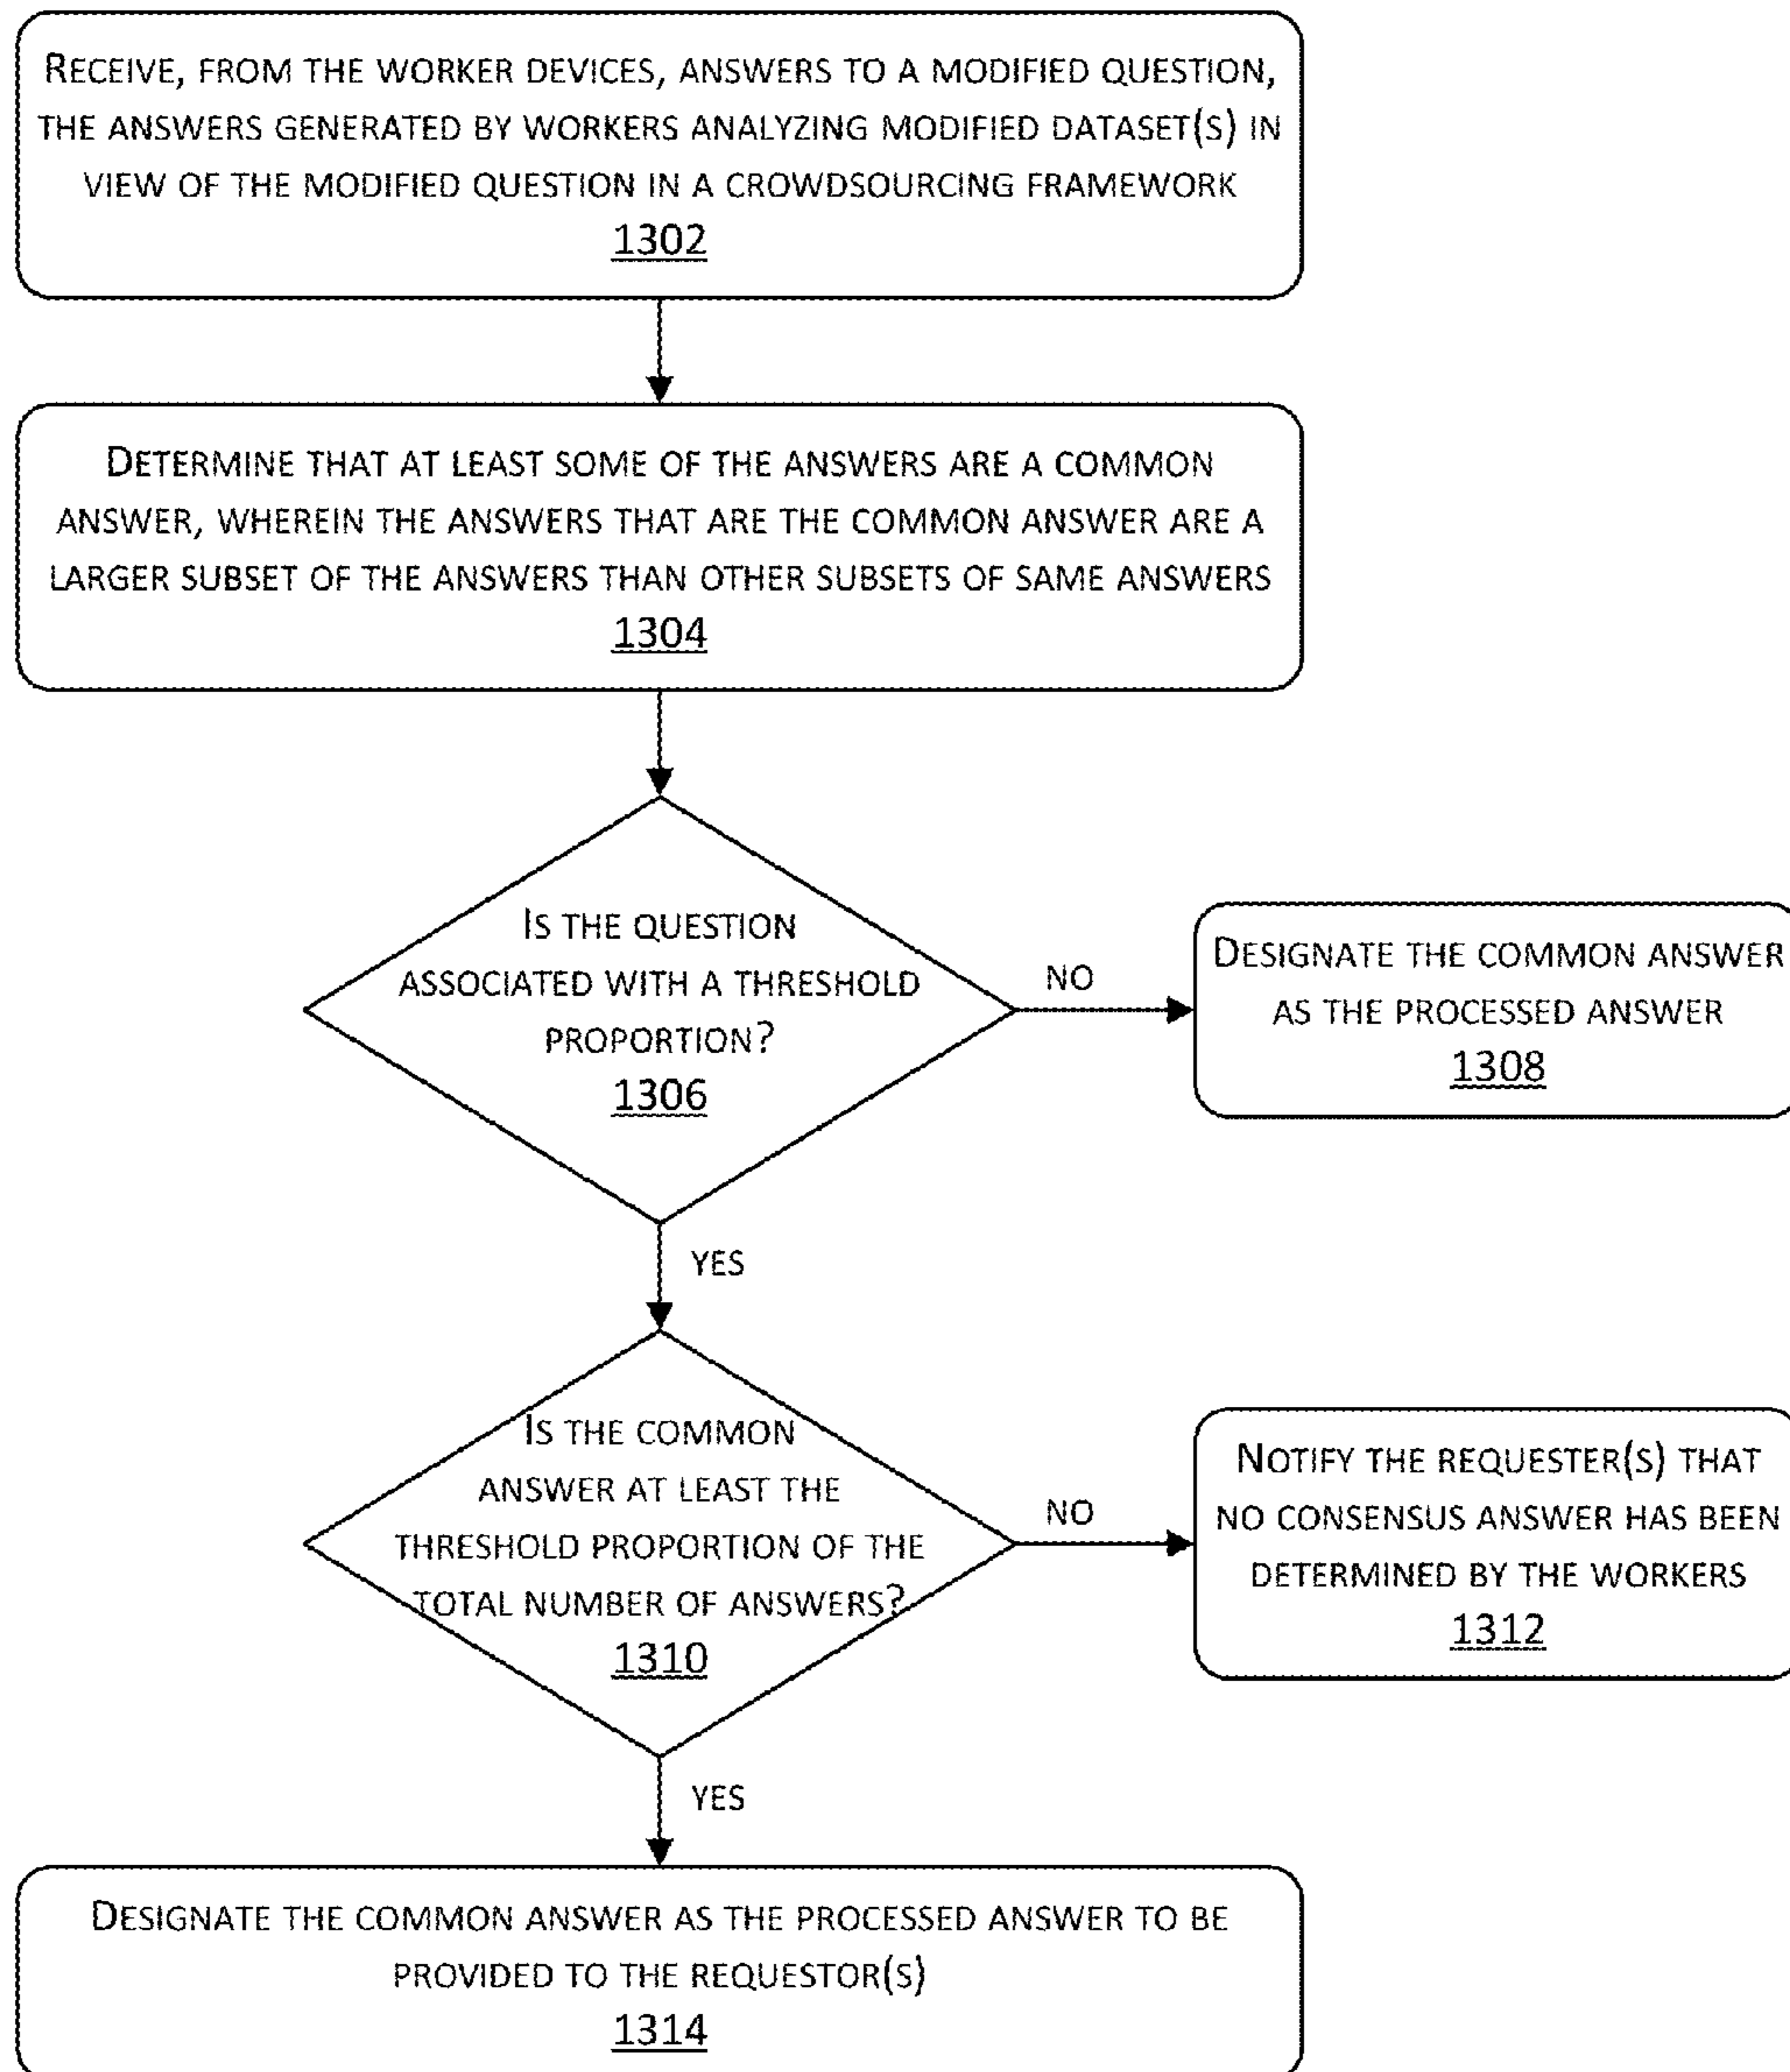 RECEIVE, FROM THE WORKER DEVICES, ANSWERS TO A MODIFIED QUESTION,
THE ANSWERS GENERATED BY WORKERS ANALYZING MODIFIED DATASET(S) IN
VIEW OF THE MODIFIED QUESTION IN A CROWDSOURCING FRAMEWORK
1302
DETERMINE THAT AT LEAST SOME OF THE ANSWERS ARE A COMMON
ANSWER, WHEREIN THE ANSWERS THAT ARE THE COMMON ANSWER ARE A
LARGER SUBSET OF THE ANSWERS THAN OTHER SUBSETS OF SAME ANSWERS
1304
IS THE QUESTION
ASSOCIATED WITH A THRESHOLD
PROPORTION?
1306
NO
DESIGNATE THE COMMON ANSWER
AS THE PROCESSED ANSWER
1308
YES
IS THE COMMON
ANSWER AT LEAST THE
THRESHOLD PROPORTION OF THE
TOTAL NUMBER OF ANSWERS?
1310
NO
NOTIFY THE REQUESTER(S) THAT
NO CONSENSUS ANSWER HAS BEEN
DETERMINED BY THE WORKERS
1312
YES
DESIGNATE THE COMMON ANSWER AS THE PROCESSED ANSWER TO BE
PROVIDED TO THE REQUESTOR(S)
1314